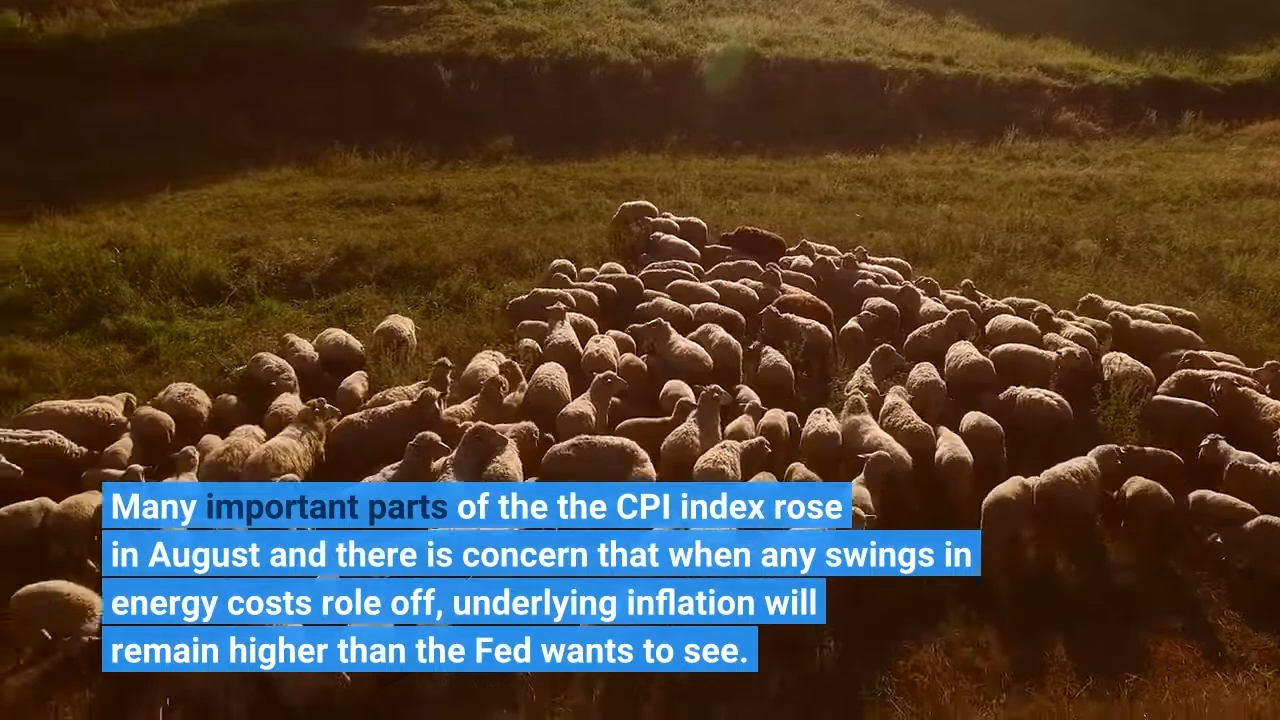 Many important parts of the the CPI index rose
in August and there is concern that when any swings in
energy costs role off, underlying inflation will
remain higher than the Fed wants to see.